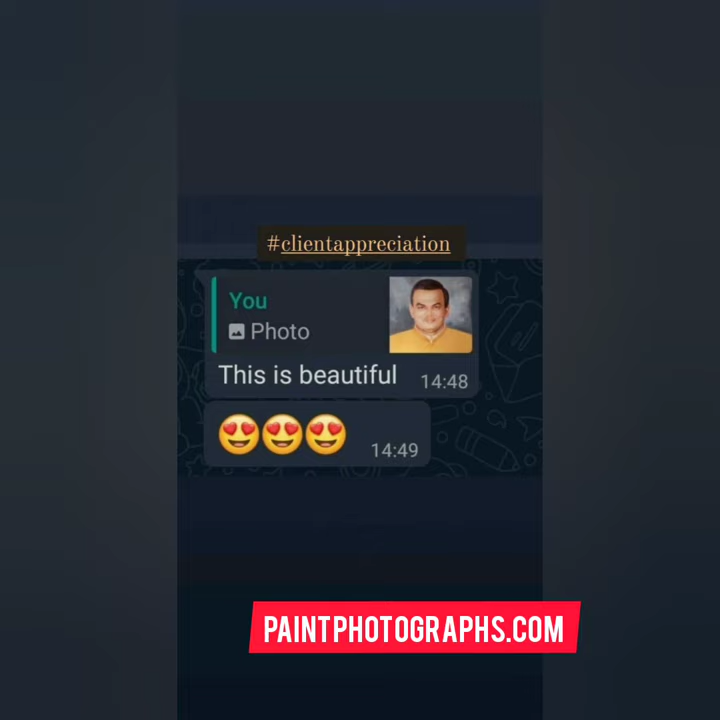 #clientappreciation
You
Photo
This is beautiful
14:48
14:49
PAINTPHOTOGRAPHS.COM